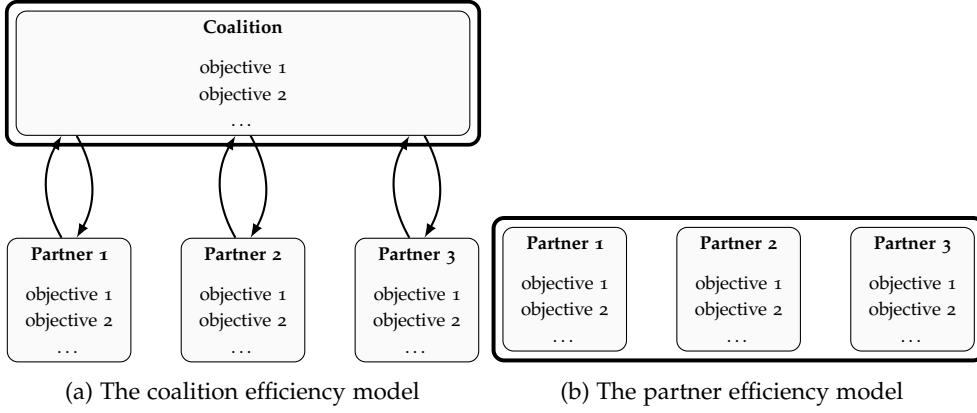 Coalition
objective 1
objective 2
...
Partner 1
objective 1
objective 2
...
Partner 2
objective 1
objective 2
...
Partner 3
objective 1
objective 2
...
(a) The coalition efficiency model
Partner 1
objective 1
objective 2
...
Partner 2
objective 1
objective 2
...
Partner 3
objective 1
objective 2
...
(b) The partner efficiency model